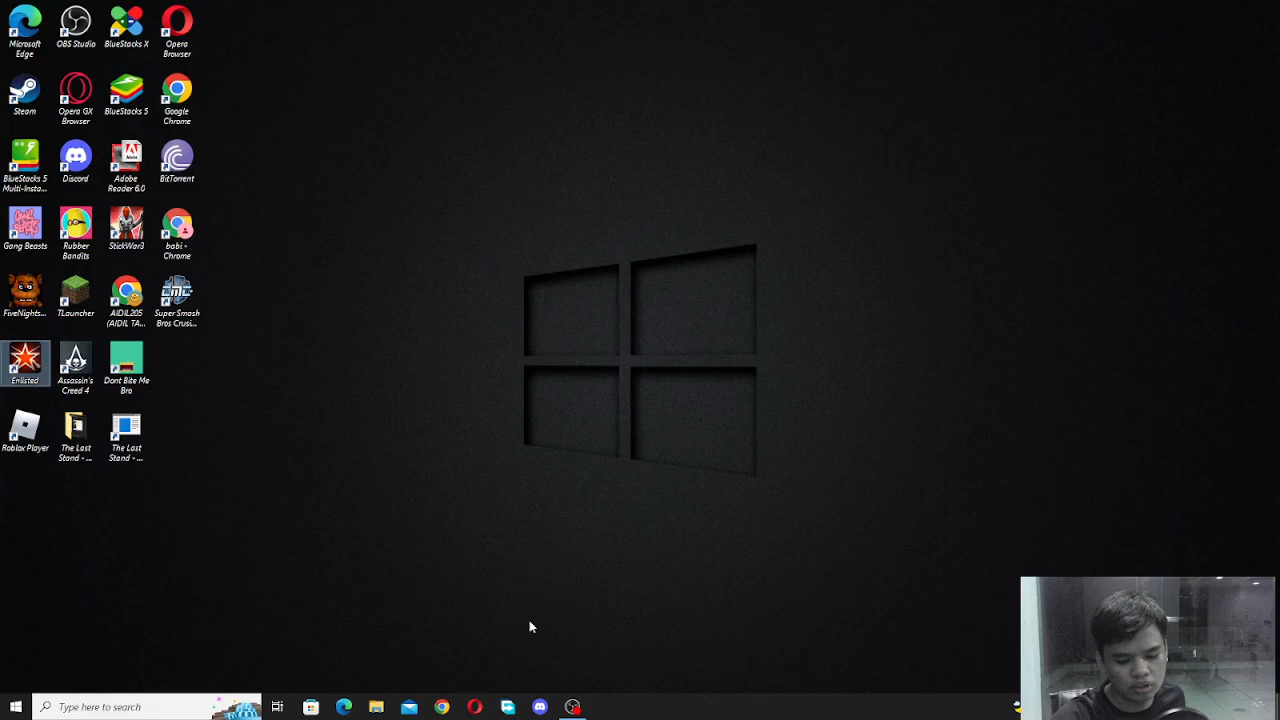 Microsoft Edge
OBS Studio
BlueStacks X
Opera Browser
Steam
Opera GX Browser
BlueStacks 5
Google Chrome
BlueStacks 5 Multi-Insta...
Discord
Adobe Reader 6.0
BitTorrent
Gang Beasts
Rubber Bandits
StickWar3
babi - Chrome
FiveNights...
TLauncher
AIDIL205 (AIDIL TA...
Super Smash Bros Crusi...
Enlisted
Assassin's Creed 4
Dont Bite Me Bro
Roblox Player
The Last Stand - ...
The Last Stand - ...
Type here to search